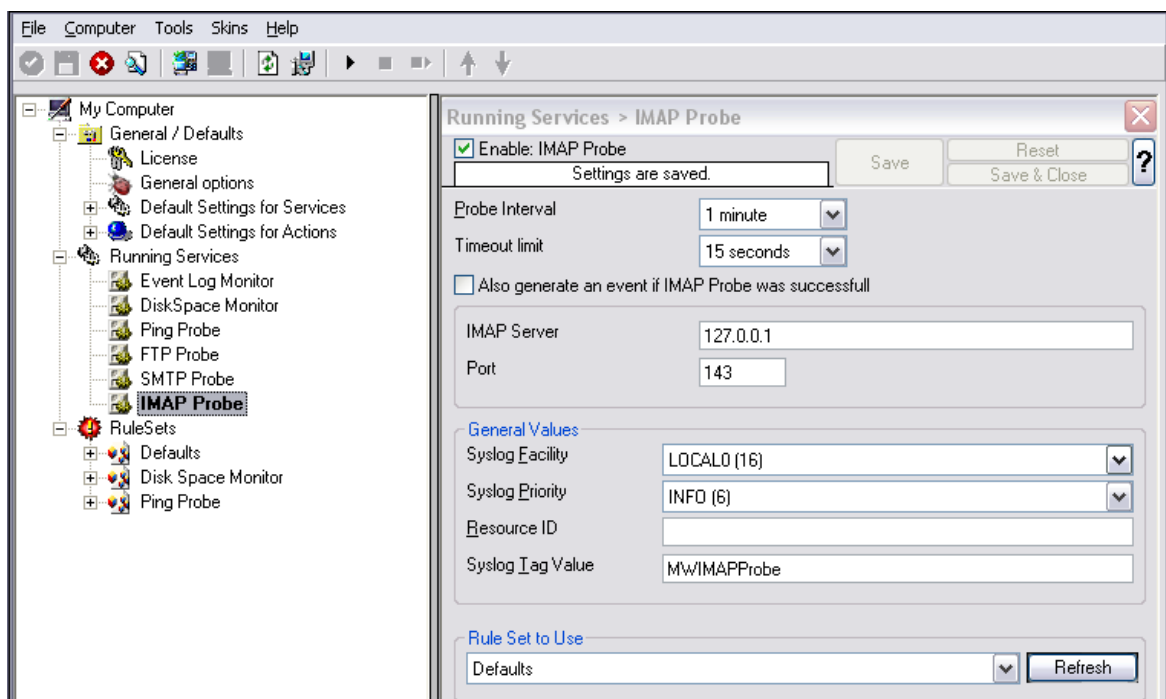 File Computer Tools Skins Help
My Computer
General / Defaults
License
General options
Default Settings for Services
Default Settings for Actions
Running Services
Event Log Monitor
DiskSpace Monitor
Ping Probe
FTP Probe
SMTP Probe
IMAP Probe
RuleSets
Defaults
Disk Space Monitor
Ping Probe
Running Services > IMAP Probe
Enable: IMAP Probe
Settings are saved.
Save
Reset
Save & Close
?
Probe Interval 1 minute
Timeout limit 15 seconds
Also generate an event if IMAP Probe was successfull
IMAP Server 127.0.0.1
Port 143
General Values
Syslog Facility LOCAL0 (16)
Syslog Priority INFO (6)
Resource ID
Syslog Tag Value MWIMAPProbe
Rule Set to Use
Defaults Refresh